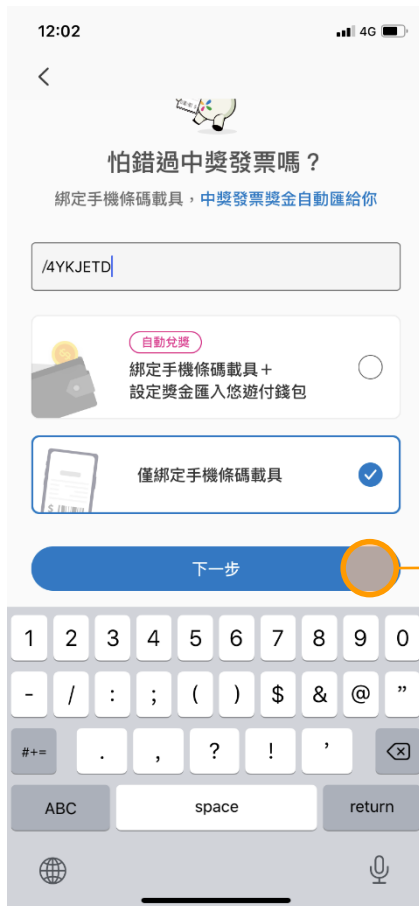 12:02
4G
怕錯過中獎發票嗎？
綁定手機條碼載具，中獎發票獎金自動匯給你
/4YKJETD
自動兌獎
綁定手機條碼載具＋
設定獎金匯入悠遊付錢包
僅綁定手機條碼載具
下一步
1 2 3 4 5 6 7 8 9 0
- / : ; ( ) $ & @ ”
#+= . , ? ! ’
ABC space return